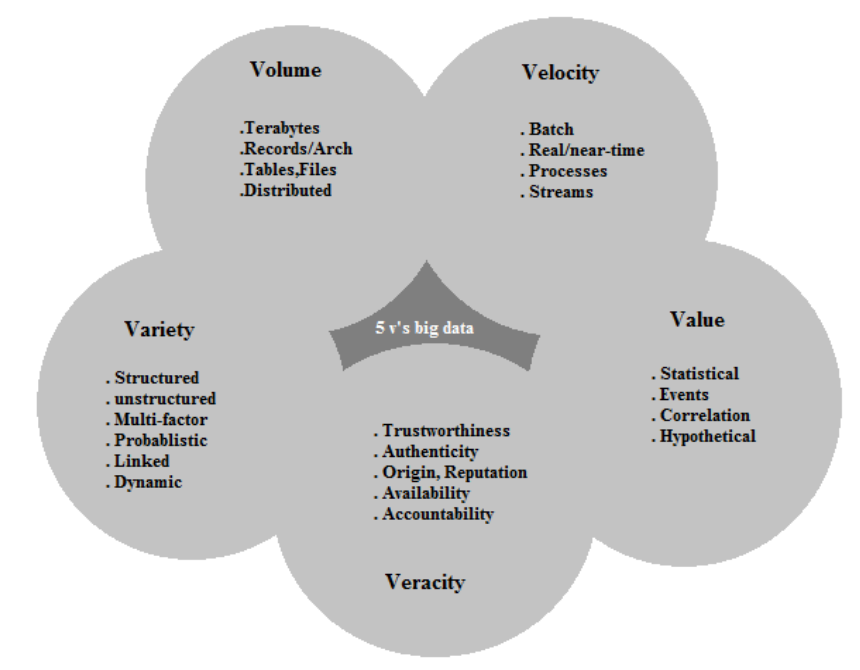 Volume
.Terabytes
.Records/Arch
.Tables,Files
.Distributed
Velocity
. Batch
. Real/near-time
. Processes
. Streams
5 v's big data
Variety
. Structured
. unstructured
. Multi-factor
. Probablistic
. Linked
. Dynamic
Value
. Statistical
. Events
. Correlation
. Hypothetical
. Trustworthiness
. Authenticity
. Origin, Reputation
. Availability
. Accountability
Veracity